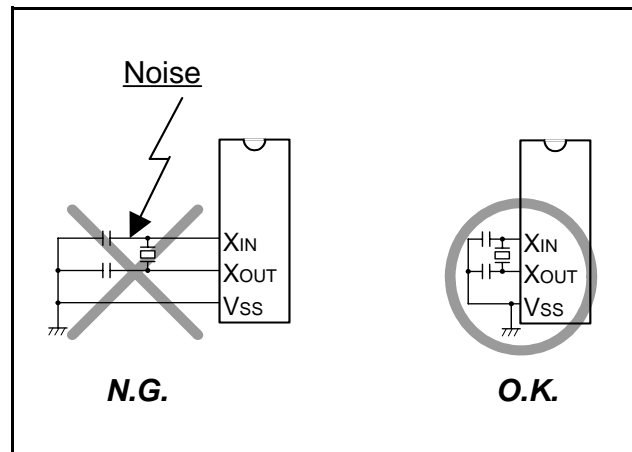 Noise
XIN
XOUT
VSS
N.G.
XIN
XOUT
VSS
O.K.